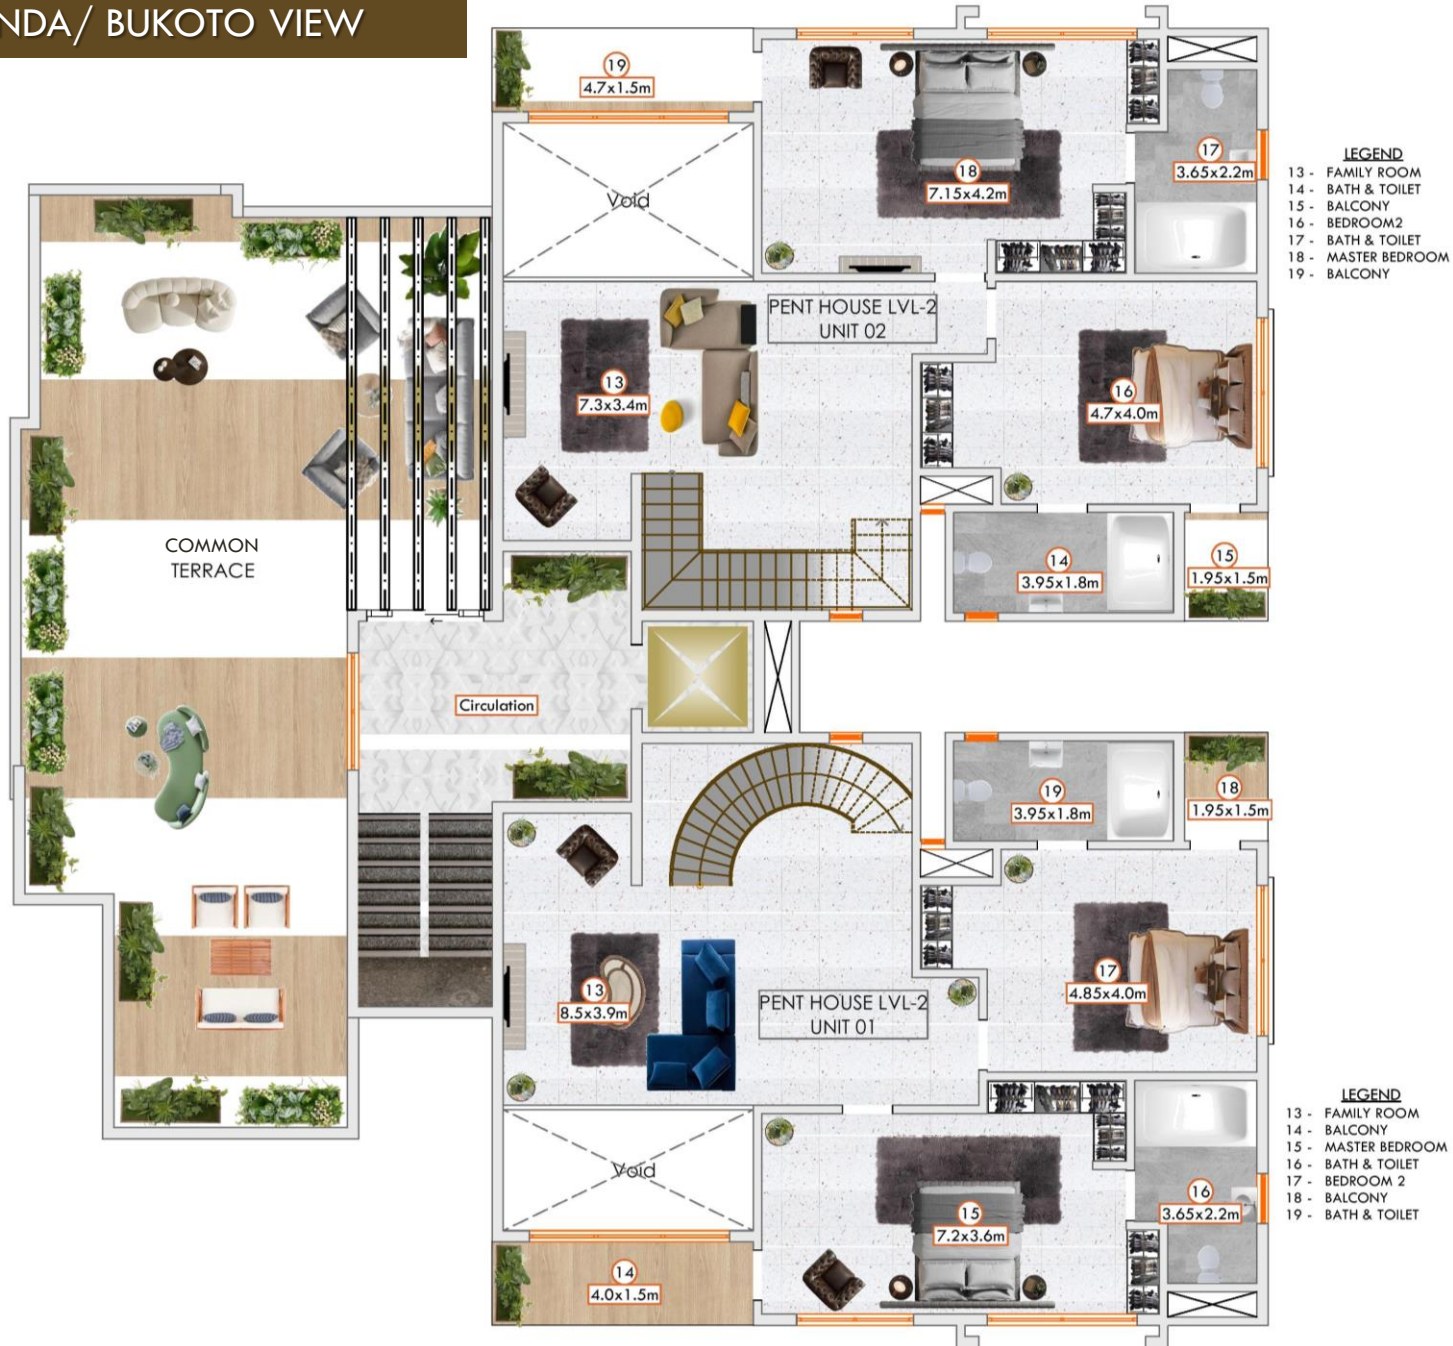 NDA/ BUKOTO VIEW
19
4.7x1.5m
Void
18
7.15x4.2m
17
3.65x2.2m
LEGEND
13 - FAMILY ROOM
14 - BATH & TOILET
15 - BALCONY
16 - BEDROOM2
17 - BATH & TOILET
18 - MASTER BEDROOM
19 - BALCONY
PENT HOUSE LVL-2
UNIT 02
13
7.3x3.4m
16
4.7x4.0m
COMMON
TERRACE
14
3.95x1.8m
15
1.95x1.5m
Circulation
19
3.95x1.8m
18
1.95x1.5m
13
8.5x3.9m
PENT HOUSE LVL-2
UNIT 01
17
4.85x4.0m
Void
15
7.2x3.6m
16
3.65x2.2m
14
4.0x1.5m
LEGEND
13 - FAMILY ROOM
14 - BALCONY
15 - MASTER BEDROOM
16 - BATH & TOILET
17 - BEDROOM 2
18 - BALCONY
19 - BATH & TOILET